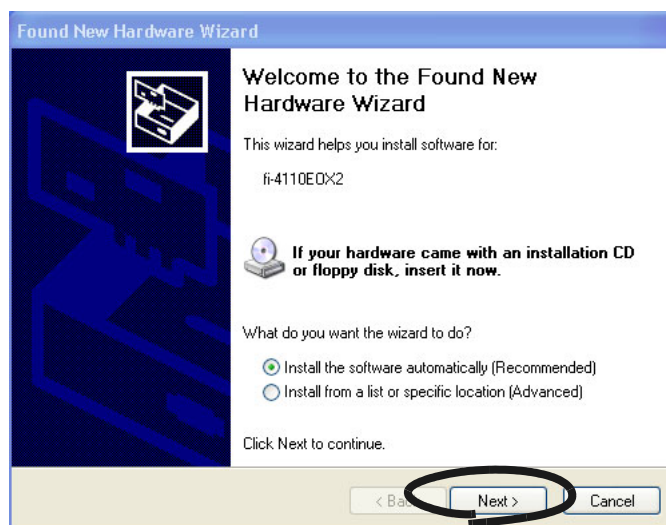 Found New Hardware Wizard
Welcome to the Found New
Hardware Wizard
This wizard helps you install software for:
fi-4110EOX2
If your hardware came with an installation CD
or floppy disk, insert it now.
What do you want the wizard to do?
Install the software automatically (Recommended)
Install from a list or specific location (Advanced)
Click Next to continue.
< Back Next > Cancel